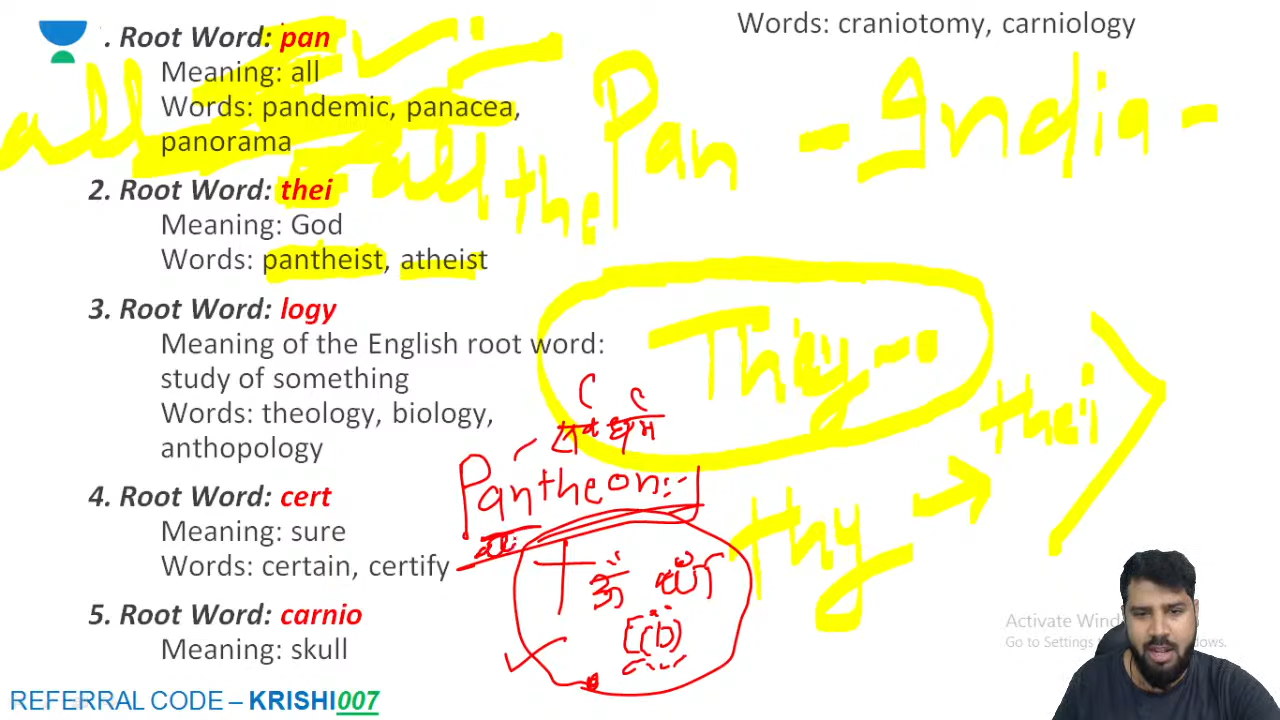 . Root Word: pan
Meaning: all
Words: pandemic, panacea,
panorama
2. Root Word: thei
Meaning: God
Words: pantheist, atheist
3. Root Word: logy
Meaning of the English root word:
study of something
Words: theology, biology,
anthopology
4. Root Word: cert
Meaning: sure
Words: certain, certify
5. Root Word: carnio
Meaning: skull
Words: craniotomy, carniology
all
all the
Pan - India -
They
thei
thy
Pantheon:-
all
REFERRAL CODE – KRISHI007